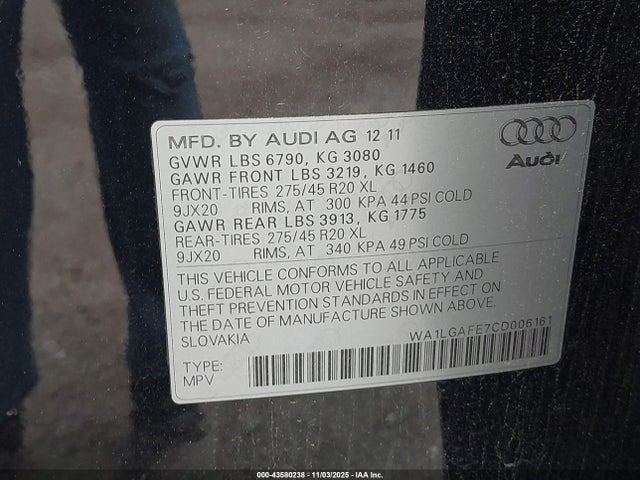 MFD. BY AUDI AG 12 11
GVWR LBS 6790, KG 3080
GAWR FRONT LBS 3219, KG 1460
FRONT-TIRES 275/45 R20 XL
9JX20 RIMS, AT 300 KPA 44 PSI COLD
GAWR REAR LBS 3913, KG 1775
REAR-TIRES 275/45 R20 XL
9JX20 RIMS, AT 340 KPA 49 PSI COLD
Audi
THIS VEHICLE CONFORMS TO ALL APPLICABLE
U.S. FEDERAL MOTOR VEHICLE SAFETY AND
THEFT PREVENTION STANDARDS IN EFFECT ON
THE DATE OF MANUFACTURE SHOWN ABOVE.
SLOVAKIA
WA1LGAFE7CD006161
TYPE:
MPV
000-43580238 - 11/03/2025 - IAA Inc.